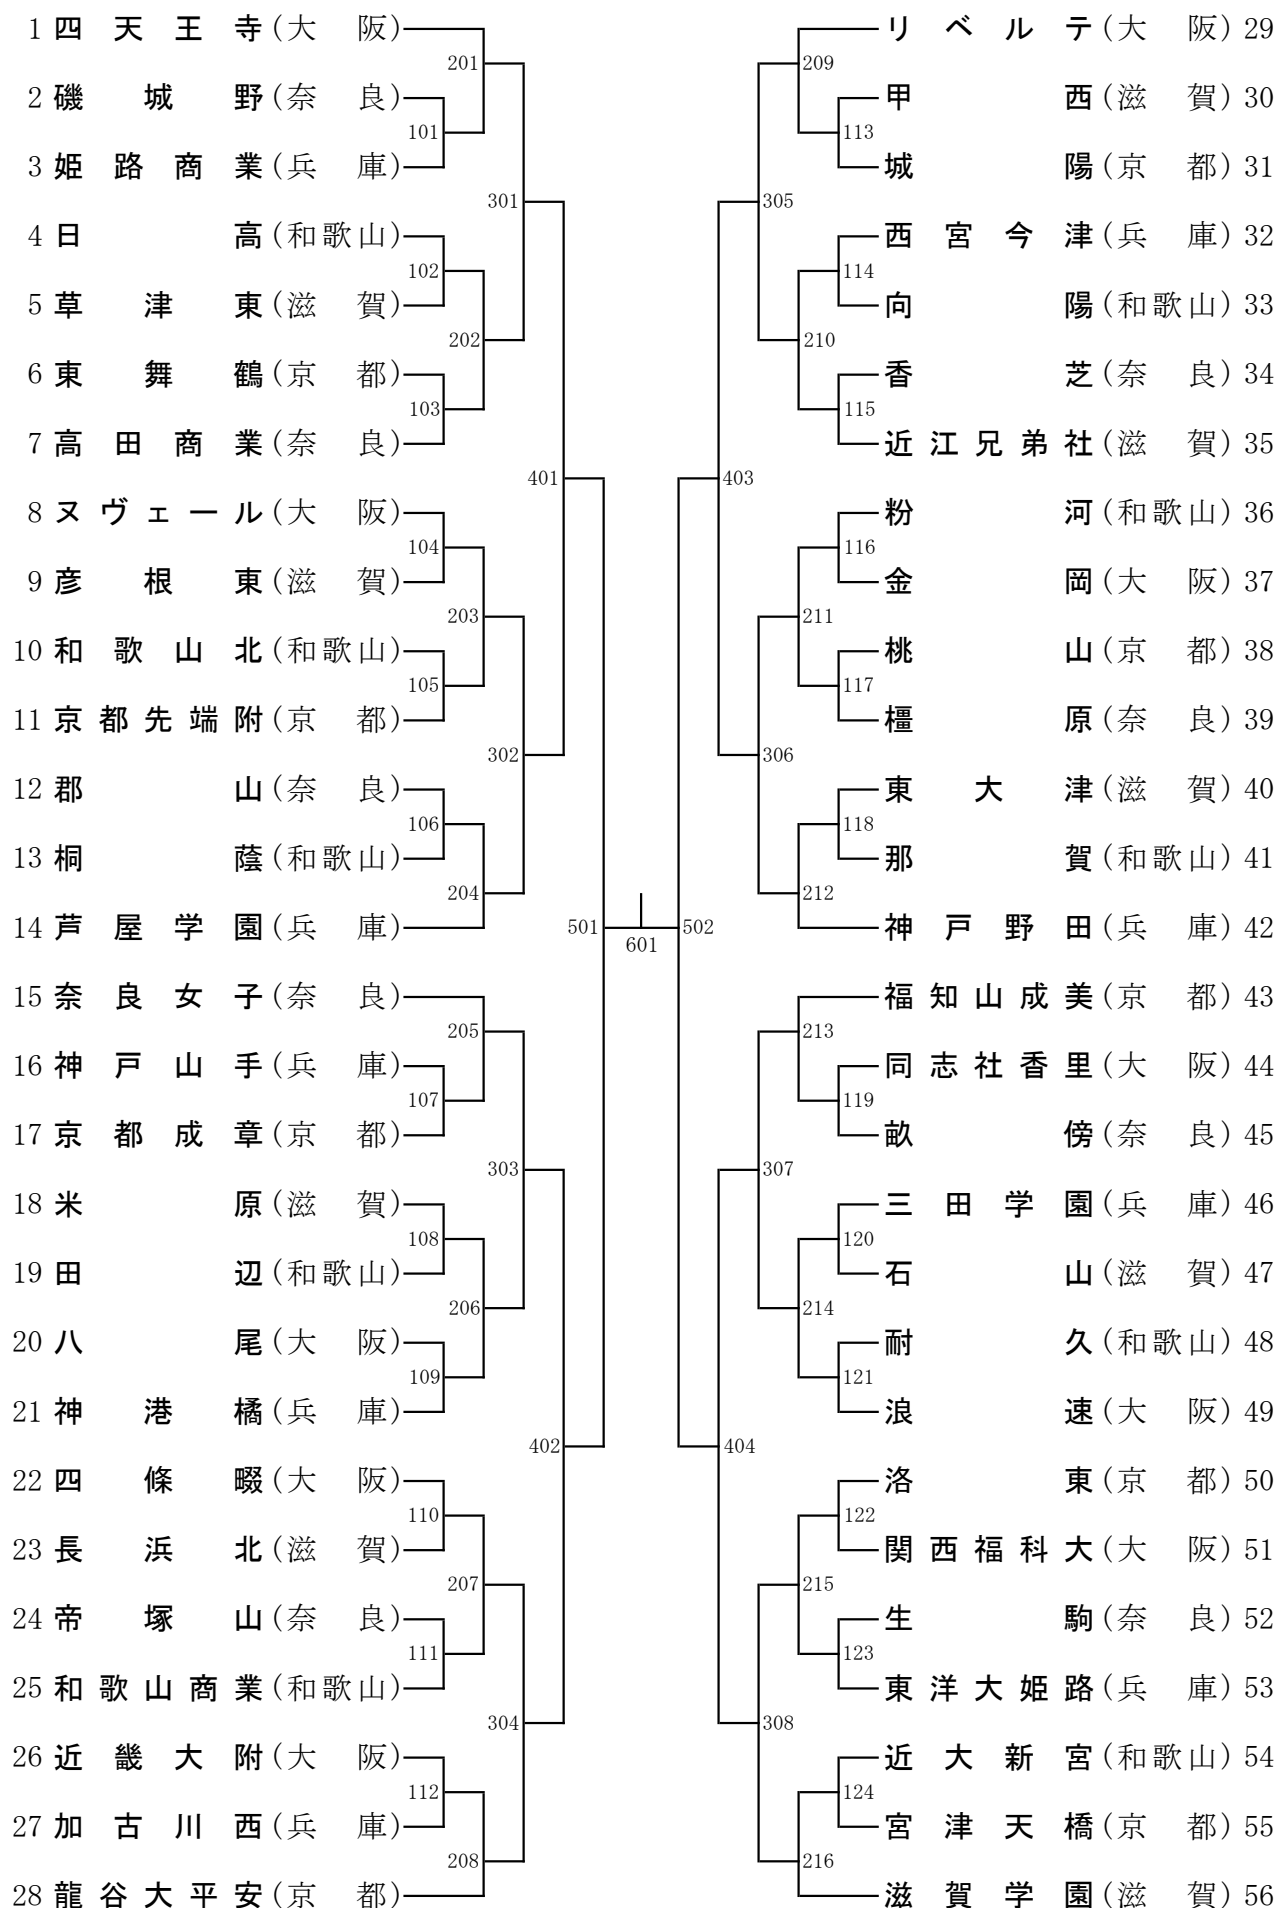 1 四天王寺(大阪)
201
2 磯城野(奈良)
101
3 姫路商業(兵庫)
301
4 日高(和歌山)
102
5 草津東(滋賀)
202
6 東舞鶴(京都)
103
7 高田商業(奈良)
401
8 ヌヴェール(大阪)
104
9 彦根東(滋賀)
203
10 和歌山北(和歌山)
105
11 京都先端附(京都)
302
12 郡山(奈良)
106
13 桐蔭(和歌山)
204
14 芦屋学園(兵庫)
501
601
15 奈良女子(奈良)
205
16 神戸山手(兵庫)
107
17 京都成章(京都)
303
18 米原(滋賀)
108
19 田辺(和歌山)
206
20 八尾(大阪)
109
21 神港橘(兵庫)
402
22 四條畷(大阪)
110
23 長浜北(滋賀)
207
24 帝塚山(奈良)
111
25 和歌山商業(和歌山)
304
26 近畿大附(大阪)
112
27 加古川西(兵庫)
208
28 龍谷大平安(京都)
リベルテ(大阪) 29
209
甲西(滋賀) 30
113
城陽(京都) 31
305
西宮今津(兵庫) 32
114
向陽(和歌山) 33
210
香芝(奈良) 34
115
近江兄弟社(滋賀) 35
403
粉河(和歌山) 36
116
金岡(大阪) 37
211
桃山(京都) 38
117
橿原(奈良) 39
306
東大津(滋賀) 40
118
那賀(和歌山) 41
212
神戸野田(兵庫) 42
502
福知山成美(京都) 43
213
同志社香里(大阪) 44
119
畝傍(奈良) 45
307
三田学園(兵庫) 46
120
石山(滋賀) 47
214
耐久(和歌山) 48
121
浪速(大阪) 49
404
洛東(京都) 50
122
関西福科大(大阪) 51
215
生駒(奈良) 52
123
東洋大姫路(兵庫) 53
308
近大新宮(和歌山) 54
124
宮津天橋(京都) 55
216
滋賀学園(滋賀) 56